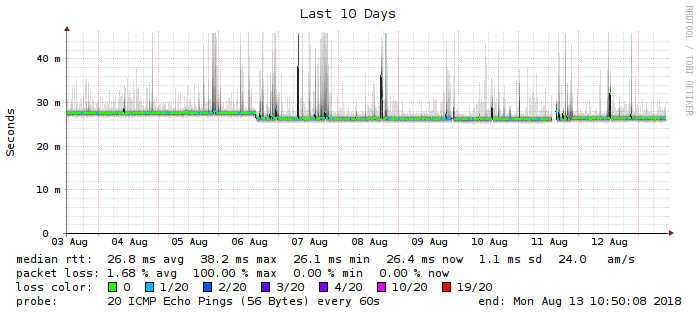 Last 10 Days
RRDTOOL / TOBI OETIKER
Seconds
40 m
30 m
20 m
10 m
0
03 Aug 04 Aug 05 Aug 06 Aug 07 Aug 08 Aug 09 Aug 10 Aug 11 Aug 12 Aug
median rtt: 26.8 ms avg 38.2 ms max 26.1 ms min 26.4 ms now 1.1 ms sd 24.0 am/s
packet loss: 1.68 % avg 100.00 % max 0.00 % min 0.00 % now
loss color: 0 1/20 2/20 3/20 4/20 10/20 19/20
probe: 20 ICMP Echo Pings (56 Bytes) every 60s end: Mon Aug 13 10:50:08 2018